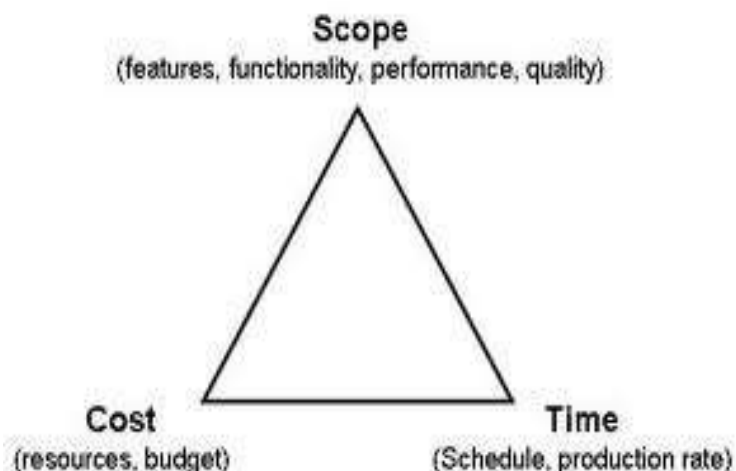 Scope
(features, functionality, performance, quality)
Cost
(resources, budget)
Time
(Schedule, production rate)